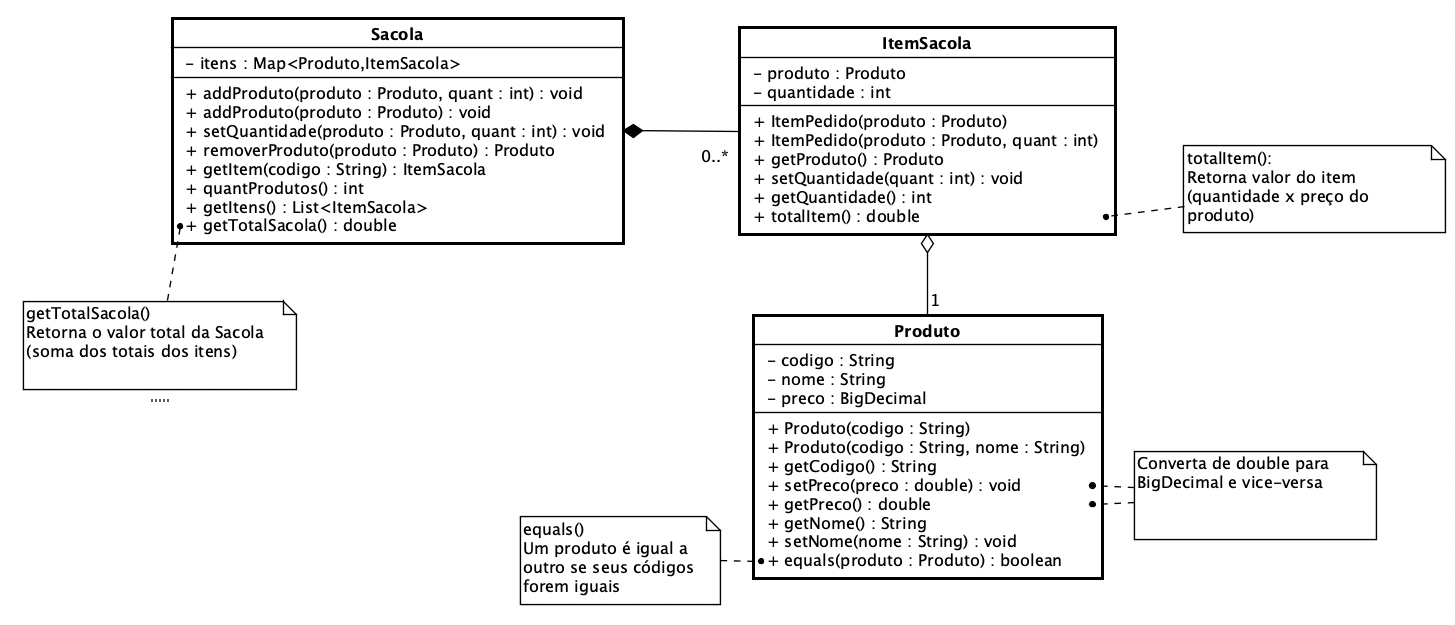 Sacola
- itens : Map<Produto,ItemSacola>
+ addProduto(produto : Produto, quant : int) : void
+ addProduto(produto : Produto) : void
+ setQuantidade(produto : Produto, quant : int) : void
+ removerProduto(produto : Produto) : Produto
+ getItem(codigo : String) : ItemSacola
+ quantProdutos() : int
+ getItens() : List<ItemSacola>
+ getTotalSacola() : double
0..*
ItemSacola
- produto : Produto
- quantidade : int
+ ItemPedido(produto : Produto)
+ ItemPedido(produto : Produto, quant : int)
+ getProduto() : Produto
+ setQuantidade(quant : int) : void
+ getQuantidade() : int
+ totalItem() : double
totalItem():
Retorna valor do item
(quantidade x preço do
produto)
getTotalSacola()
Retorna o valor total da Sacola
(soma dos totais dos itens)
.....
1
Produto
- codigo : String
- nome : String
- preco : BigDecimal
+ Produto(codigo : String)
+ Produto(codigo : String, nome : String)
+ getCodigo() : String
+ setPreco(preco : double) : void
+ getPreco() : double
+ getNome() : String
+ setNome(nome : String) : void
+ equals(produto : Produto) : boolean
Converta de double para
BigDecimal e vice-versa
equals()
Um produto é igual a
outro se seus códigos
forem iguais